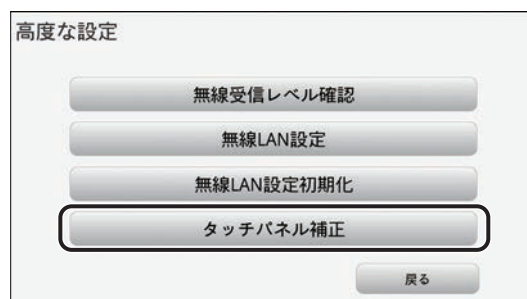 高度な設定
無線受信レベル確認
無線LAN設定
無線LAN設定初期化
タッチパネル補正
戻る